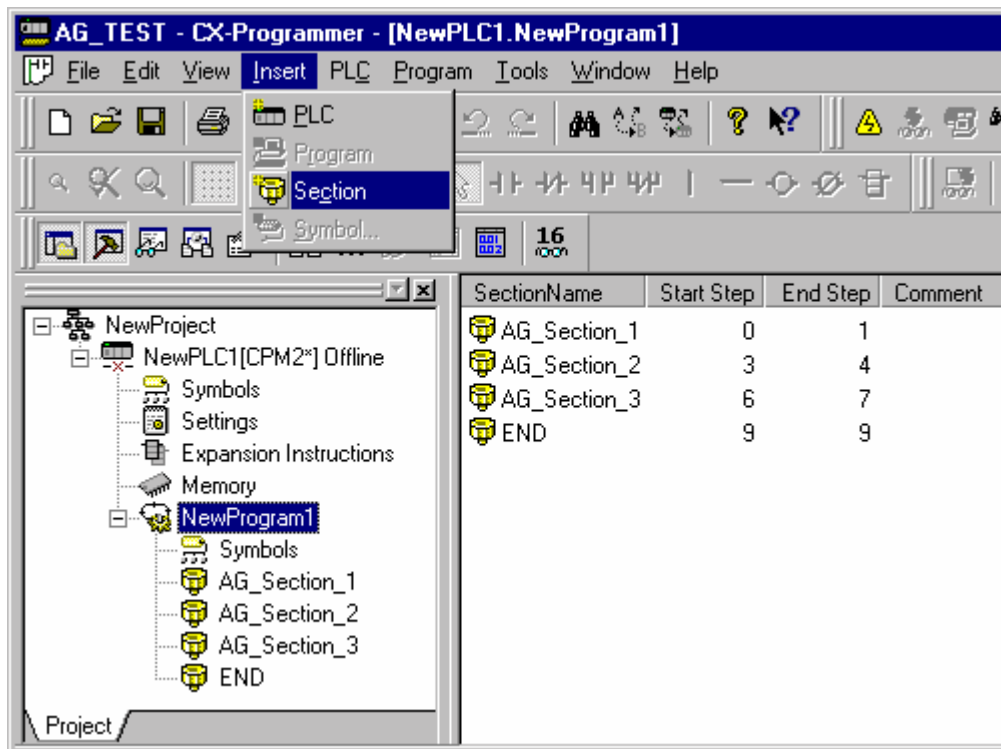 AG_TEST - CX-Programmer - [NewPLC1.NewProgram1]
File Edit View Insert PLC Program Tools Window Help
PLC
Program
Section
Symbol...
16
NewProject
NewPLC1[CPM2*] Offline
Symbols
Settings
Expansion Instructions
Memory
NewProgram1
Symbols
AG_Section_1
AG_Section_2
AG_Section_3
END
Project
SectionName Start Step End Step Comment
AG_Section_1 0 1
AG_Section_2 3 4
AG_Section_3 6 7
END 9 9